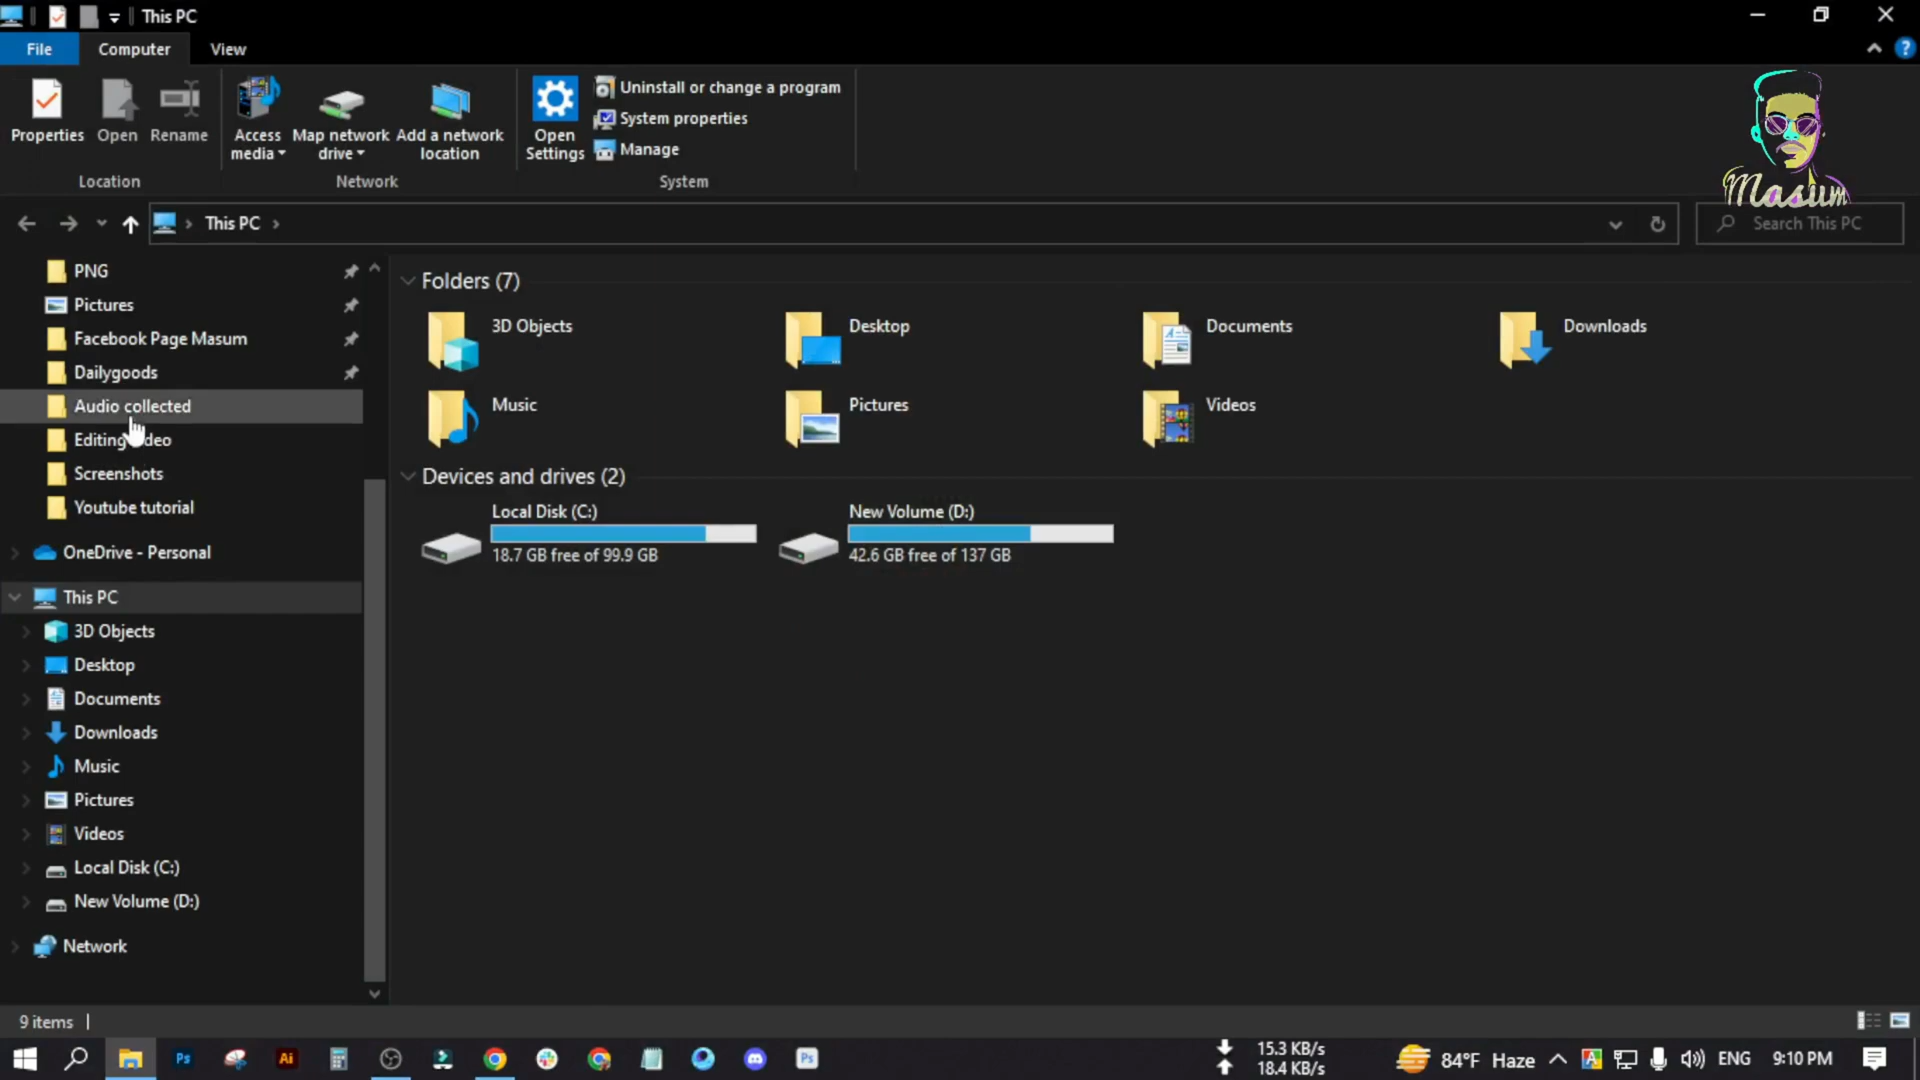 This PC
File Computer View
Properties Open Rename Access media Map network drive Add a network location Open Settings Uninstall or change a program
System properties
Manage
Location Network System
Masum
This PC Search This PC
PNG
Pictures
Facebook Page Masum
Dailygoods
Audio collected
Editing video
Screenshots
Youtube tutorial
OneDrive - Personal
This PC
3D Objects
Desktop
Documents
Downloads
Music
Pictures
Videos
Local Disk (C:)
New Volume (D:)
Network
Folders (7)
3D Objects Desktop Documents Downloads
Music Pictures Videos
Devices and drives (2)
Local Disk (C:) New Volume (D:)
18.7 GB free of 99.9 GB 42.6 GB free of 137 GB
9 items
Ps Ai Ps
15.3 KB/s
18.4 KB/s
84°F Haze A ENG 9:10 PM